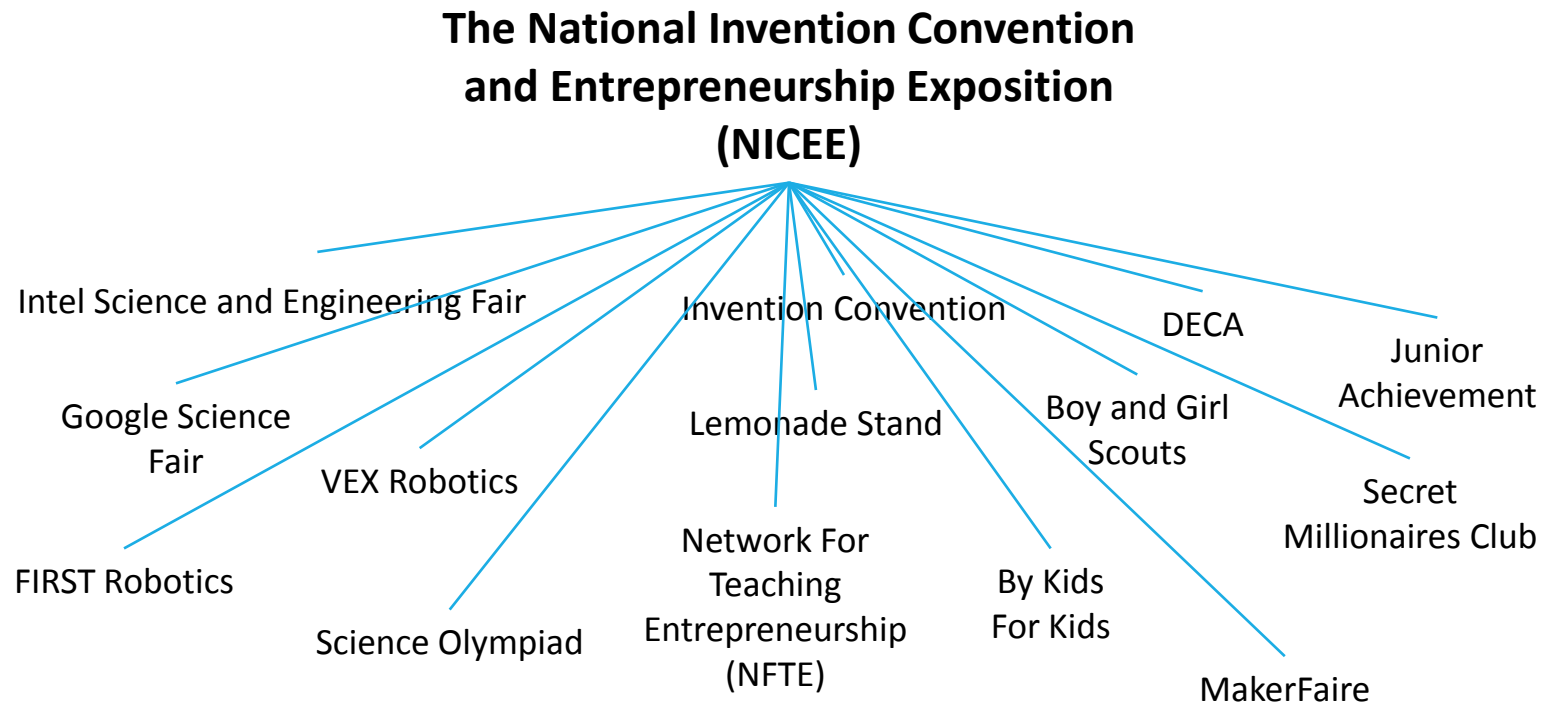 The National Invention Convention
and Entrepreneurship Exposition
(NICEE)
Intel Science and Engineering Fair
Invention Convention
DECA
Junior
Achievement
Google Science
Fair
VEX Robotics
Lemonade Stand
Boy and Girl
Scouts
Secret
Millionaires Club
FIRST Robotics
Science Olympiad
Network For
Teaching
Entrepreneurship
(NFTE)
By Kids
For Kids
MakerFaire